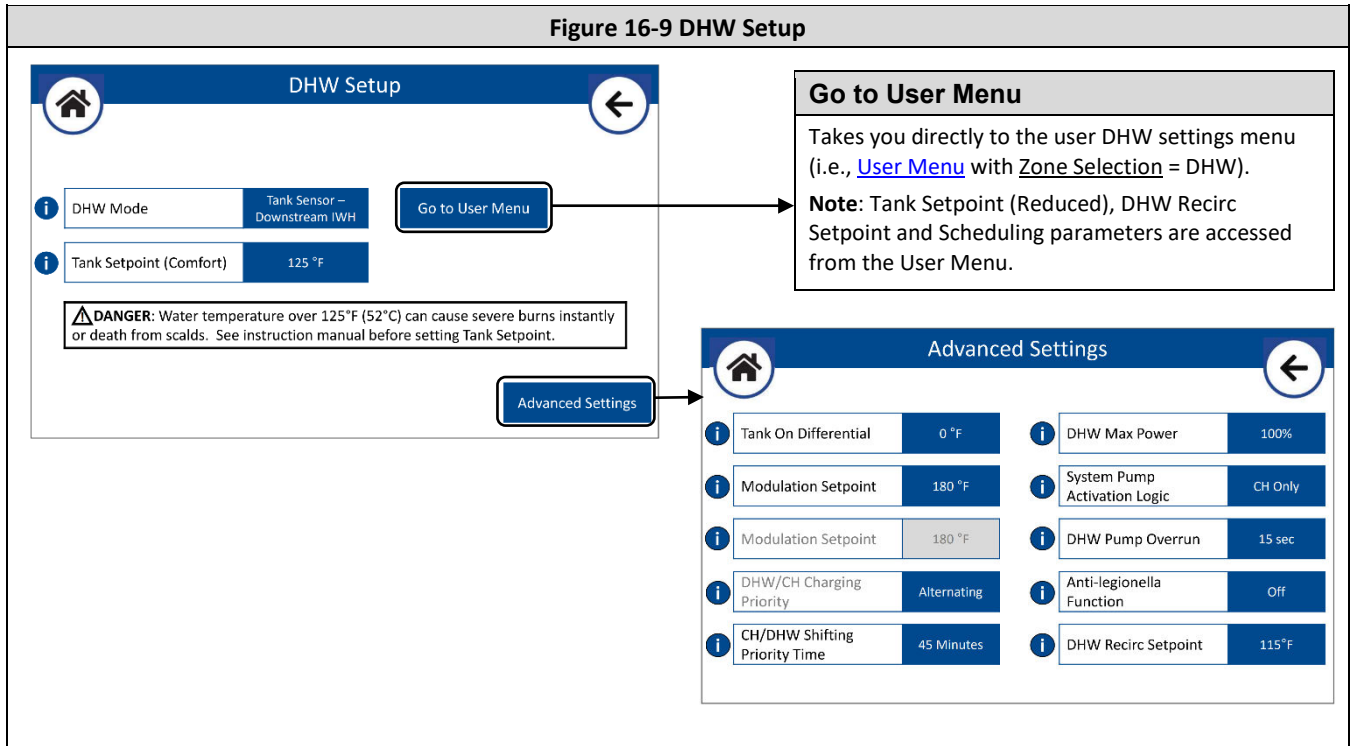 Figure 16-9 DHW Setup
DHW Setup
i
DHW Mode
Tank Sensor –
Downstream IWH
Go to User Menu
i
Tank Setpoint (Comfort)
125 °F
⚠DANGER: Water temperature over 125°F (52°C) can cause severe burns instantly
or death from scalds. See instruction manual before setting Tank Setpoint.
Advanced Settings
Go to User Menu
Takes you directly to the user DHW settings menu
(i.e., User Menu with Zone Selection = DHW).
Note: Tank Setpoint (Reduced), DHW Recirc
Setpoint and Scheduling parameters are accessed
from the User Menu.
Advanced Settings
i
Tank On Differential
0 °F
i
DHW Max Power
100%
i
Modulation Setpoint
180 °F
i
System Pump
Activation Logic
CH Only
i
Modulation Setpoint
180 °F
i
DHW Pump Overrun
15 sec
i
DHW/CH Charging
Priority
Alternating
i
Anti-legionella
Function
Off
i
CH/DHW Shifting
Priority Time
45 Minutes
i
DHW Recirc Setpoint
115°F